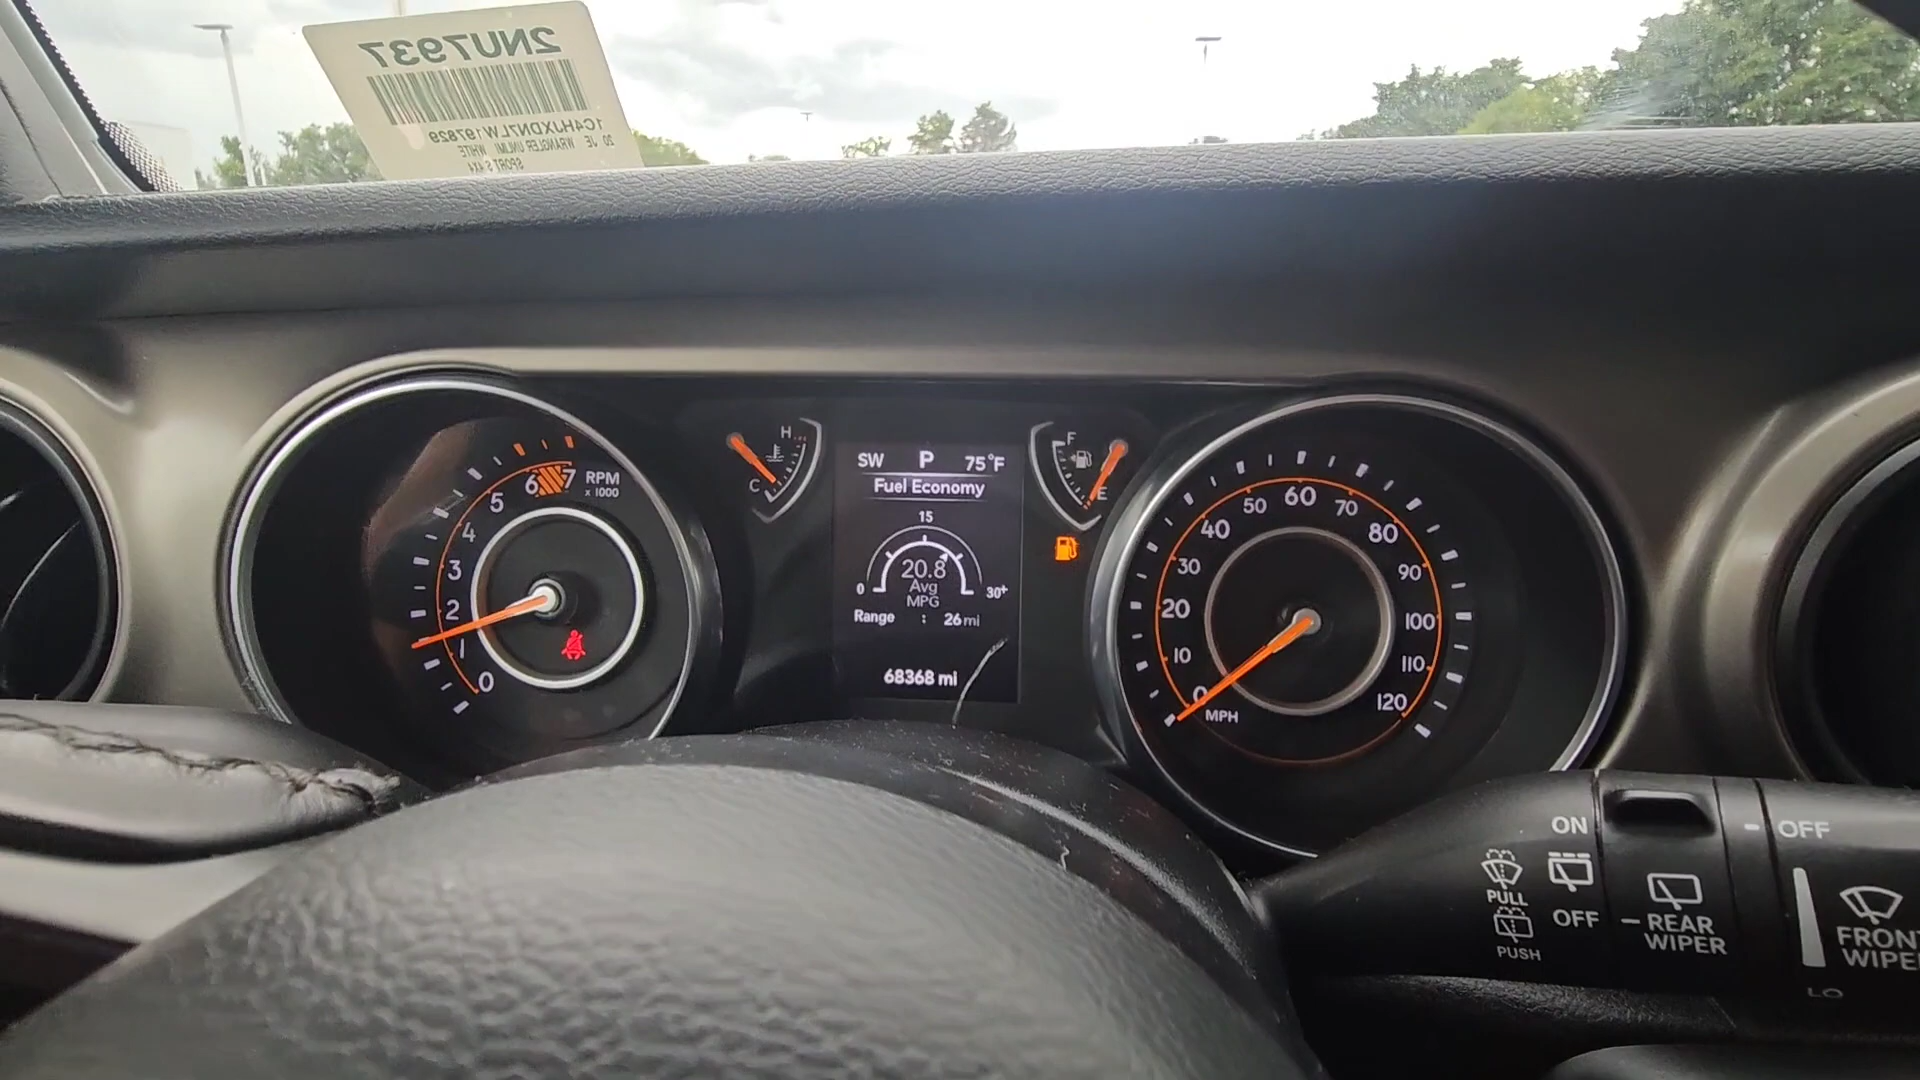 2NU7937
1C4HJXDN7LW197829
20 JE WRANGLER UNLIMI WHITE
SPORT S 4X4
H
C
SW P 75°F
Fuel Economy
15
0
20.8
30+
Avg
MPG
Range : 26 mi
68368 mi
F
E
0
1
2
3
4
5
6
7
RPM
x 1000
0
10
20
30
40
50
60
70
80
90
100
110
120
MPH
ON
PULL
OFF
PUSH
REAR
WIPER
OFF
FRONT
WIPE
LO